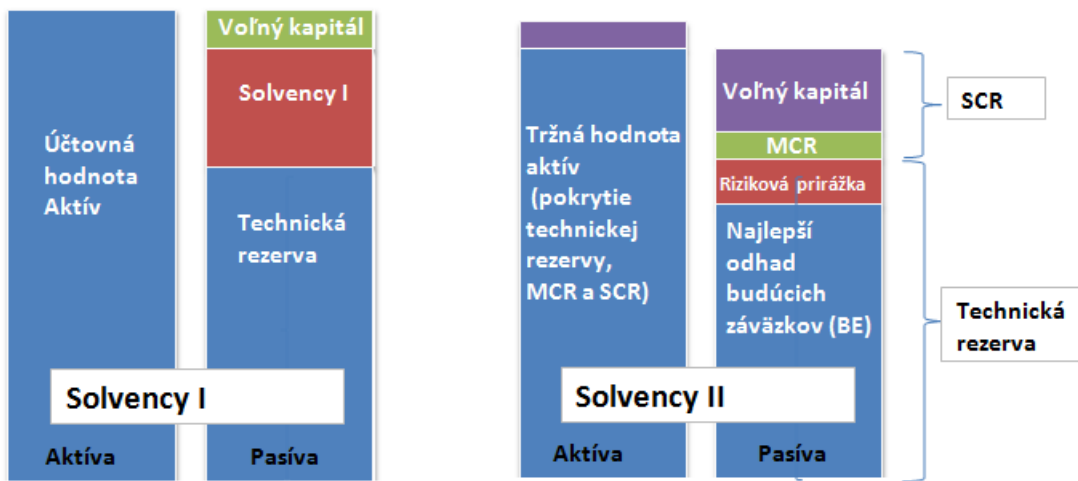 Účtovná
hodnota
Aktív
Solvency I
Aktíva
Voľný kapitál
Solvency I
Technická
rezerva
Pasíva
Tržná hodnota
aktív
(pokrytie
technickej
rezervy,
MCR a SCR)
Solvency II
Aktíva
Voľný kapitál
MCR
Riziková prirážka
Najlepší
odhad
budúcich
záväzkov (BE)
Pasíva
SCR
Technická
rezerva